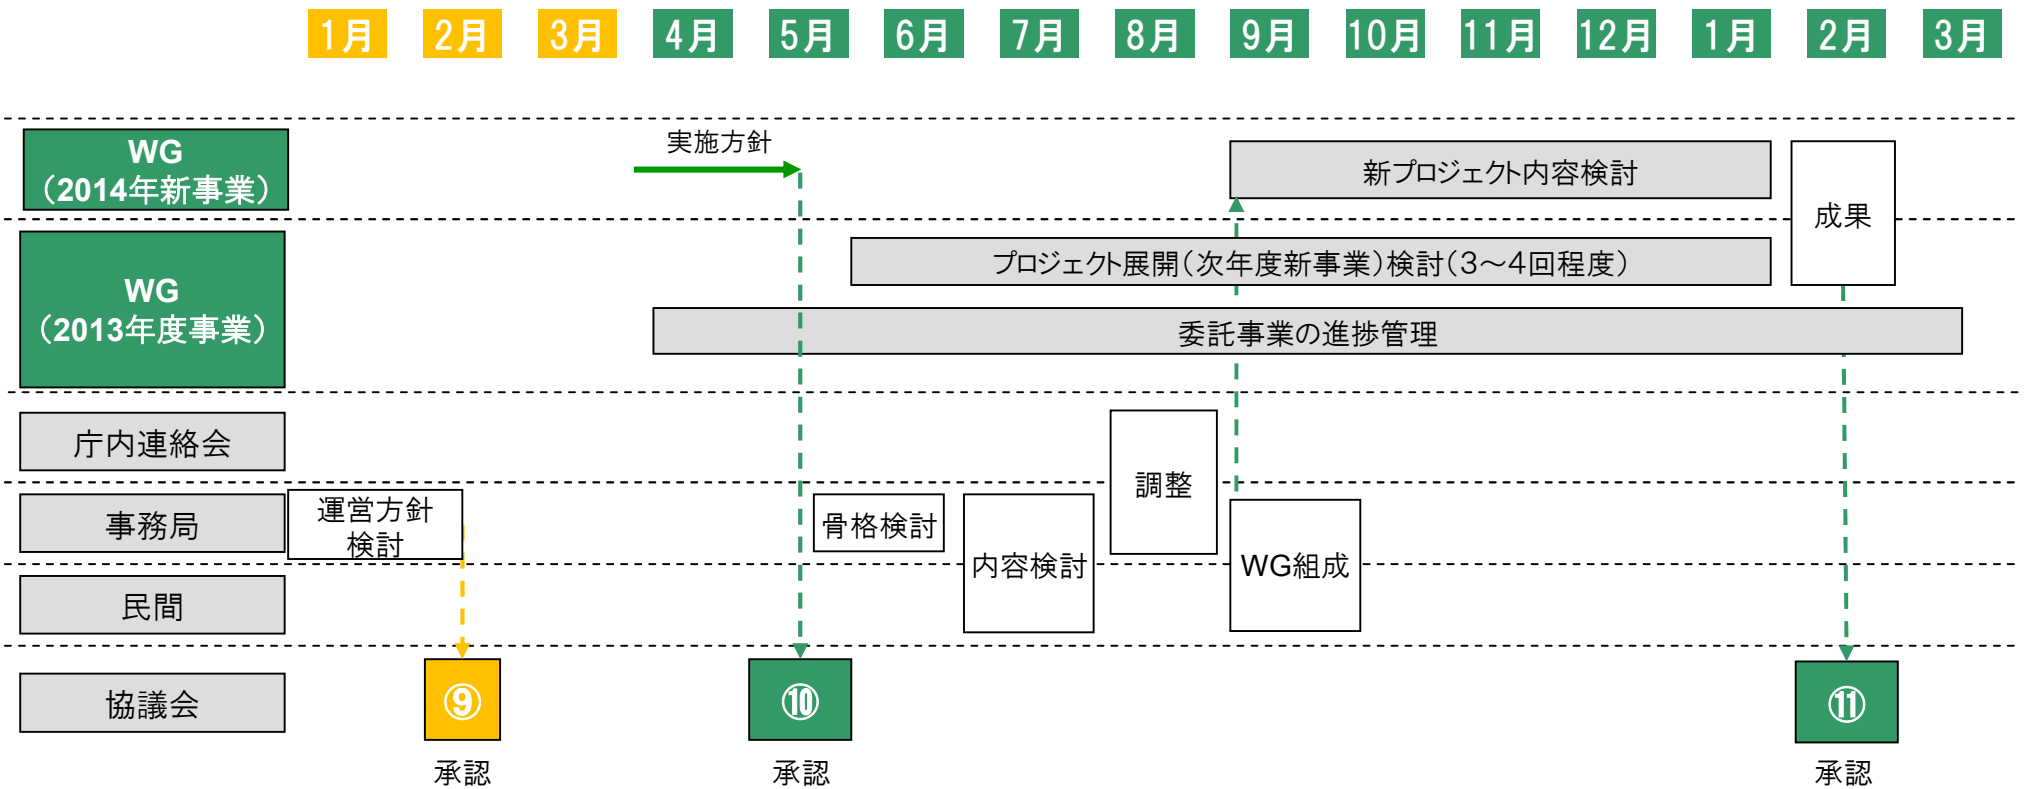 1月 2月 3月 4月 5月 6月 7月 8月 9月 10月 11月 12月 1月 2月 3月
WG
（2014年新事業）
実施方針
新プロジェクト内容検討
成果
WG
（2013年度事業）
プロジェクト展開（次年度新事業）検討（3～4回程度）
委託事業の進捗管理
庁内連絡会
調整
事務局
運営方針
検討
骨格検討
内容検討
WG組成
民間
協議会
⑨
⑩
⑪
承認
承認
承認